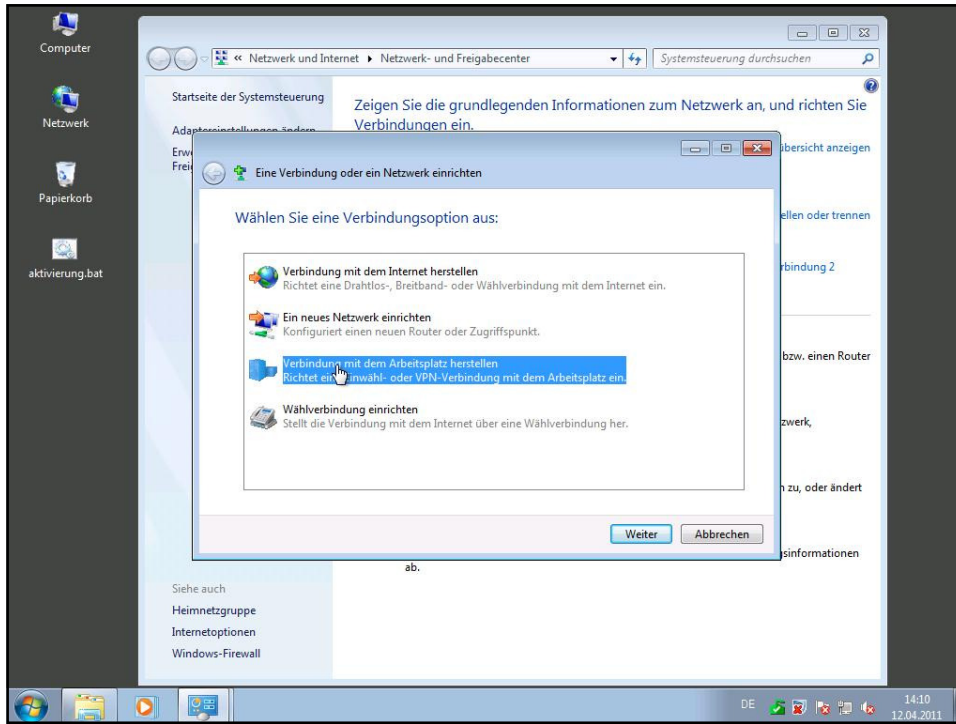 Computer
Netzwerk
Papierkorb
aktivierung.bat
« Netzwerk und Internet Netzwerk- und Freigabecenter
Systemsteuerung durchsuchen
Startseite der Systemsteuerung
Adaptereinstellungen ändern
Zeigen Sie die grundlegenden Informationen zum Netzwerk an, und richten Sie
Verbindungen ein.
übersicht anzeigen
Eine Verbindung oder ein Netzwerk einrichten
Wählen Sie eine Verbindungsoption aus:
ellen oder trennen
rbindung 2
Verbindung mit dem Internet herstellen
Richtet eine Drahtlos-, Breitband- oder Wählverbindung mit dem Internet ein.
Ein neues Netzwerk einrichten
Konfiguriert einen neuen Router oder Zugriffspunkt.
bzw. einen Router
Verbindung mit dem Arbeitsplatz herstellen
Richtet eine Einwähl- oder VPN-Verbindung mit dem Arbeitsplatz ein.
Wählverbindung einrichten
Stellt die Verbindung mit dem Internet über eine Wählverbindung her.
zwerk,
n zu, oder ändert
Weiter Abbrechen
sinformationen
ab.
Siehe auch
Heimnetzgruppe
Internetoptionen
Windows-Firewall
DE
14:10
12.04.2011